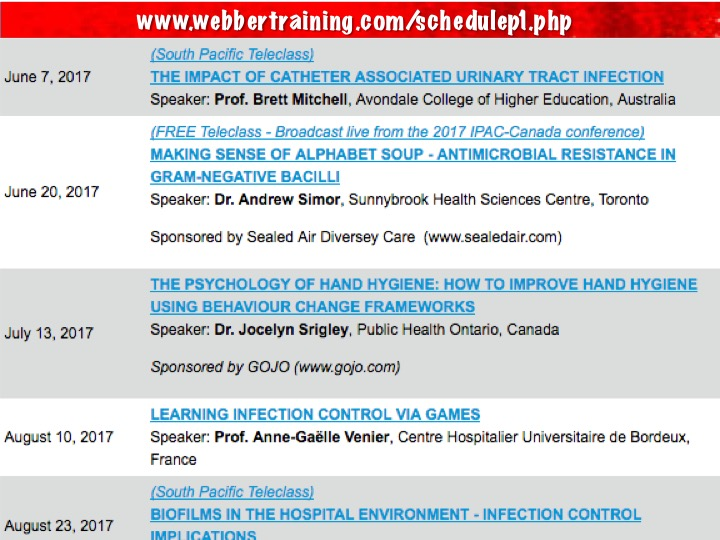 www.webbertraining.com/schedulep1.php
(South Pacific Teleclass)
June 7, 2017
THE IMPACT OF CATHETER ASSOCIATED URINARY TRACT INFECTION
Speaker: Prof. Brett Mitchell, Avondale College of Higher Education, Australia
(FREE Teleclass - Broadcast live from the 2017 IPAC-Canada conference)
MAKING SENSE OF ALPHABET SOUP - ANTIMICROBIAL RESISTANCE IN
GRAM-NEGATIVE BACILLI
June 20, 2017
Speaker: Dr. Andrew Simor, Sunnybrook Health Sciences Centre, Toronto
Sponsored by Sealed Air Diversey Care (www.sealedair.com)
THE PSYCHOLOGY OF HAND HYGIENE: HOW TO IMPROVE HAND HYGIENE
USING BEHAVIOUR CHANGE FRAMEWORKS
July 13, 2017
Speaker: Dr. Jocelyn Srigley, Public Health Ontario, Canada
Sponsored by GOJO (www.gojo.com)
LEARNING INFECTION CONTROL VIA GAMES
August 10, 2017
Speaker: Prof. Anne-Gaëlle Venier, Centre Hospitalier Universitaire de Bordeux,
France
(South Pacific Teleclass)
BIOFILMS IN THE HOSPITAL ENVIRONMENT - INFECTION CONTROL
August 23, 2017
IMPLICATIONS